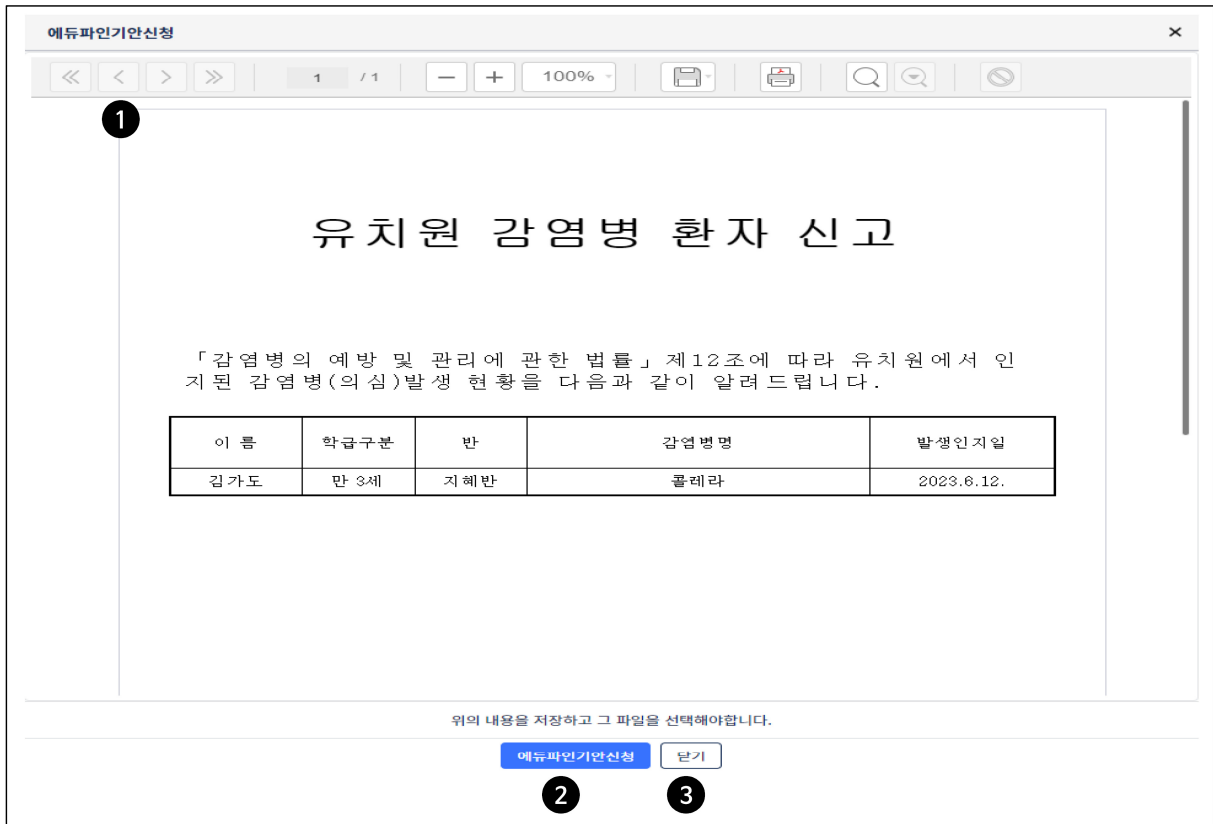 에듀파인기안신청
1 / 1 100%
1
유치원 감염병 환자 신고
「감염병의 예방 및 관리에 관한 법률」제12조에 따라 유치원에서 인
지된 감염병(의심)발생 현황을 다음과 같이 알려드립니다.
이 름 학급구분 반 감염병명 발생인지일
김가도 만 3세 지혜반 콜레라 2023.6.12.
위의 내용을 저장하고 그 파일을 선택해야합니다.
에듀파인기안신청 닫기
2 3